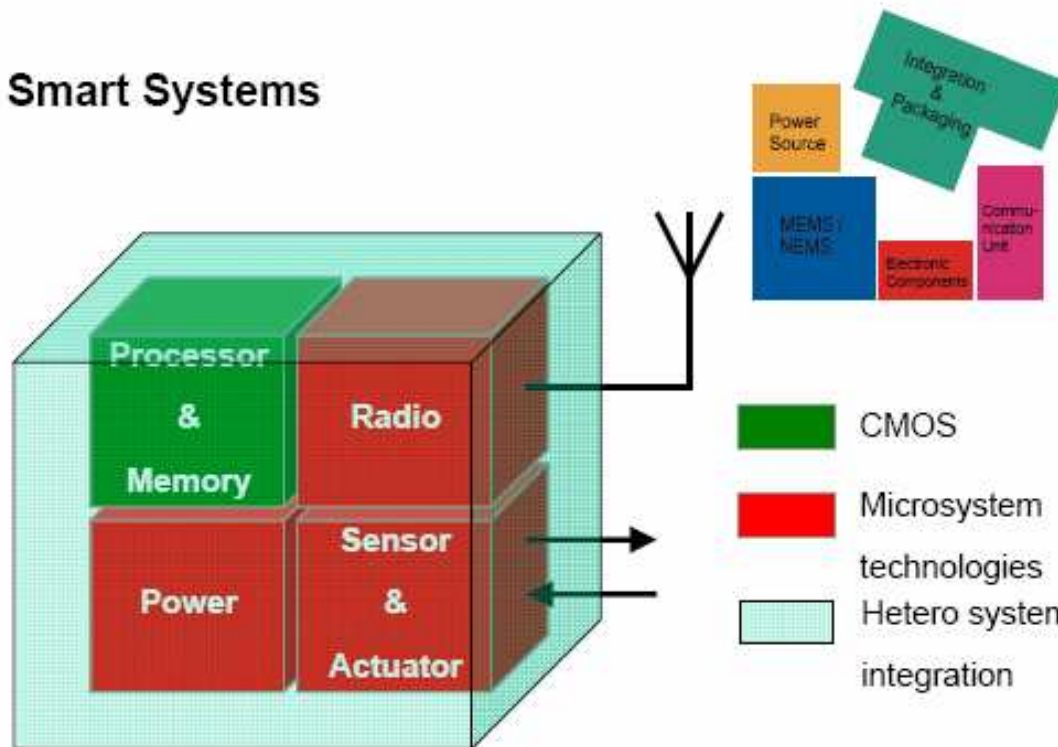 Smart Systems
Integration
&
Packaging
Power
Source
MEMS /
NEMS
Commu-
nication
Unit
Electronic
Components
Processor
&
Memory
Radio
Power
Sensor
&
Actuator
CMOS
Microsystem
technologies
Hetero system
integration